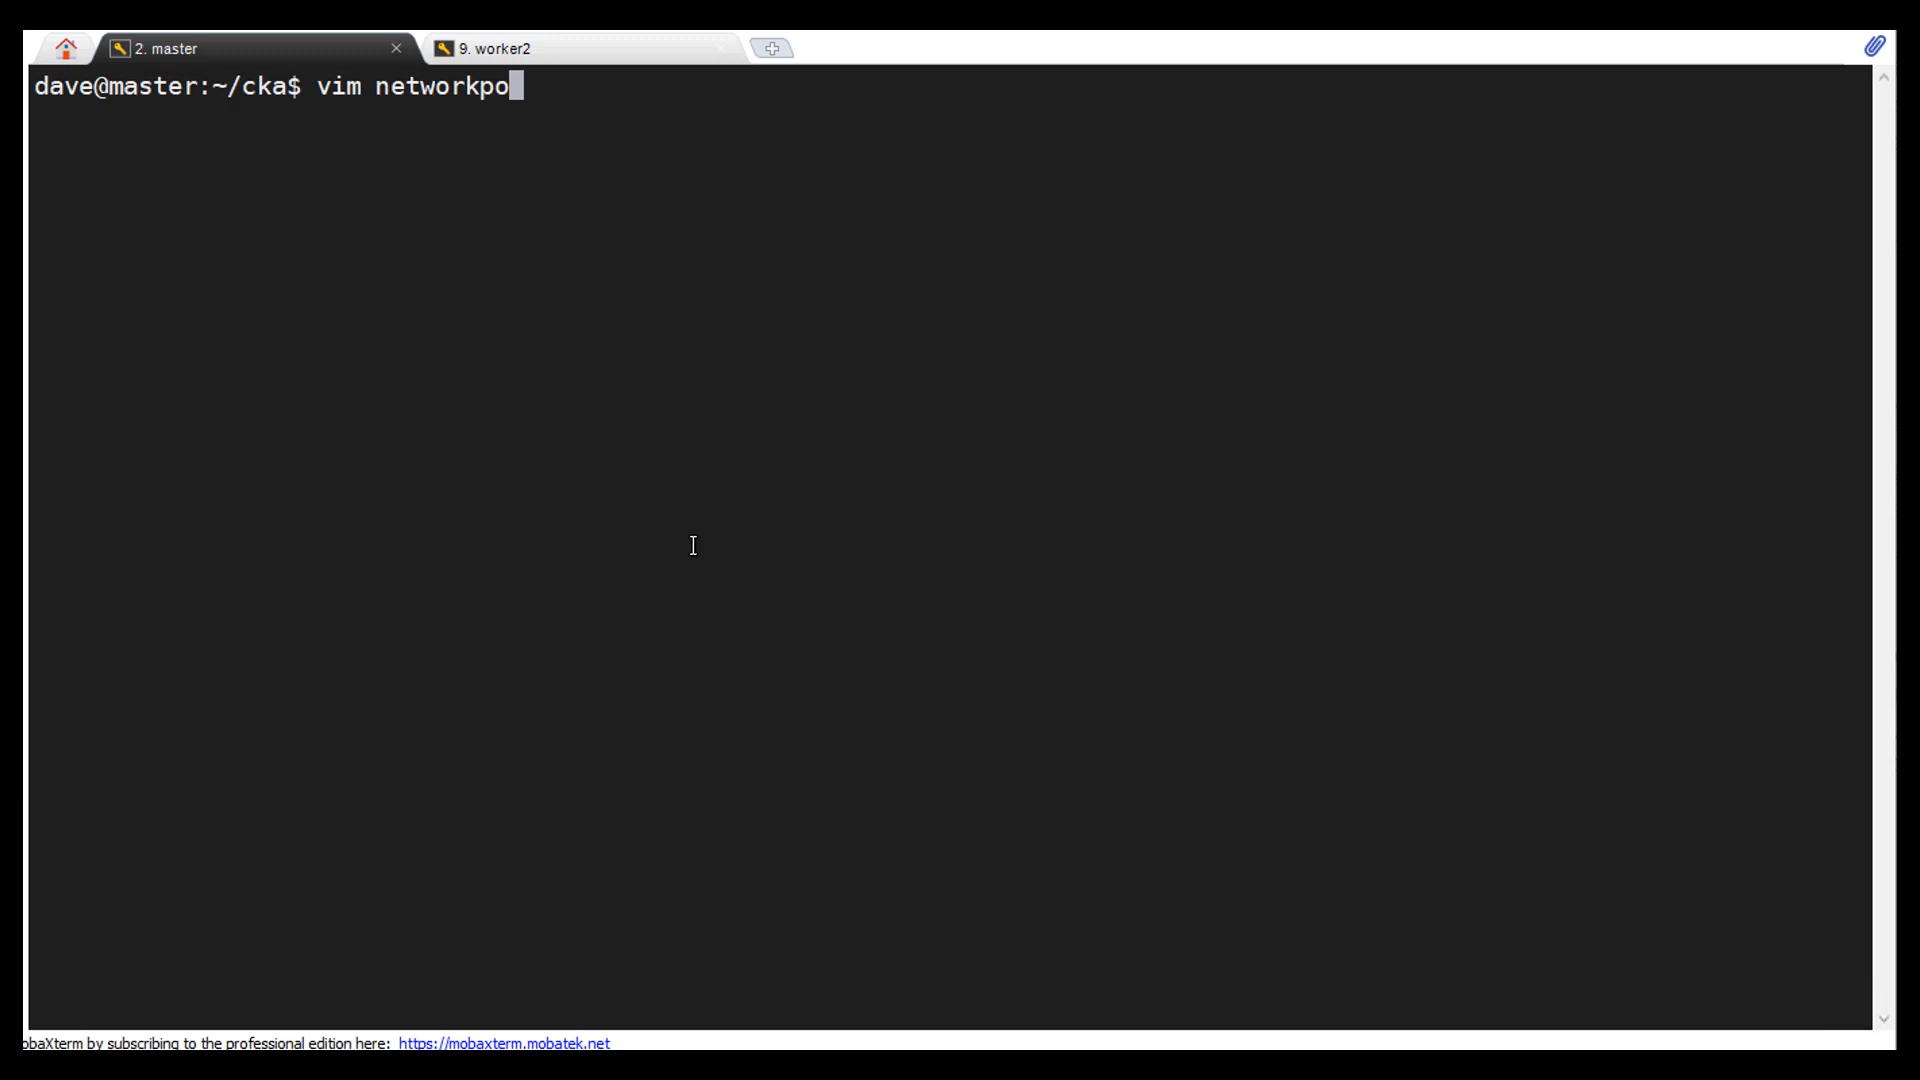 2. master
9. worker2
dave@master:~/cka$ vim networkpo
obaXterm by subscribing to the professional edition here: https://mobaxterm.mobatek.net